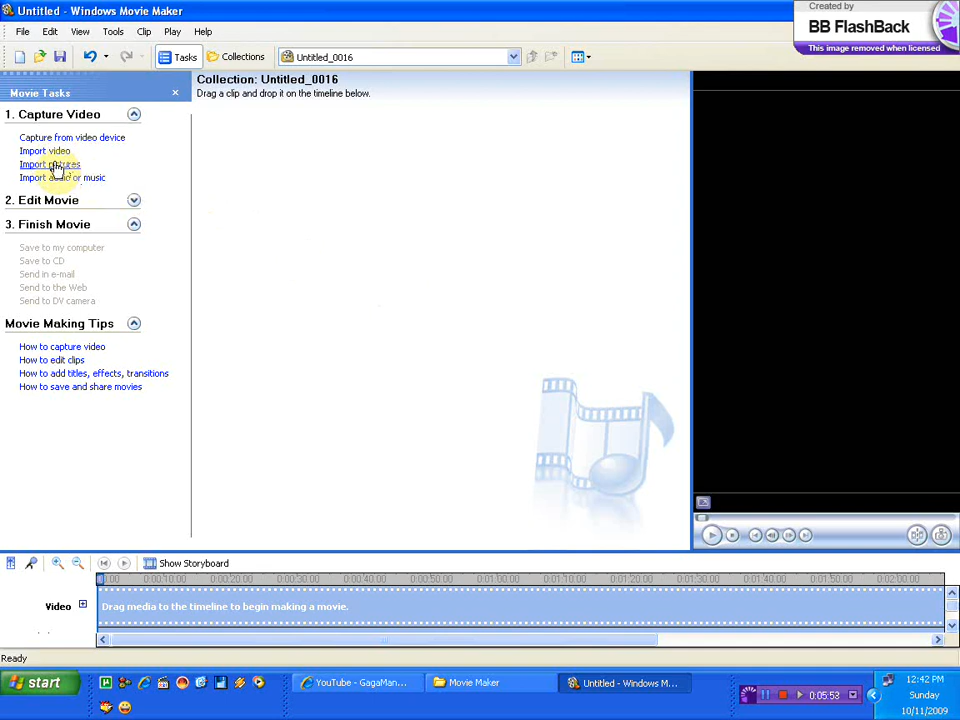 Untitled - Windows Movie Maker
Created by
BB FlashBack
This image removed when licensed
File Edit View Tools Clip Play Help
Tasks Collections Untitled_0016
Movie Tasks
Collection: Untitled_0016
Drag a clip and drop it on the timeline below.
1. Capture Video
Capture from video device
Import video
Import pictures
Import audio or music
2. Edit Movie
3. Finish Movie
Save to my computer
Save to CD
Send in e-mail
Send to the Web
Send to DV camera
Movie Making Tips
How to capture video
How to edit clips
How to add titles, effects, transitions
How to save and share movies
Show Storyboard
0:00:10:00 0:00:20:00 0:00:30:00 0:00:40:00 0:00:50:00 0:01:00:00 0:01:10:00 0:01:20:00 0:01:30:00 0:01:40:00 0:01:50:00 0:02:00:00
Video Drag media to the timeline to begin making a movie.
Ready
start YouTube - GagaMan... Movie Maker Untitled - Windows M... 0:05:53
12:42 PM
Sunday
10/11/2009